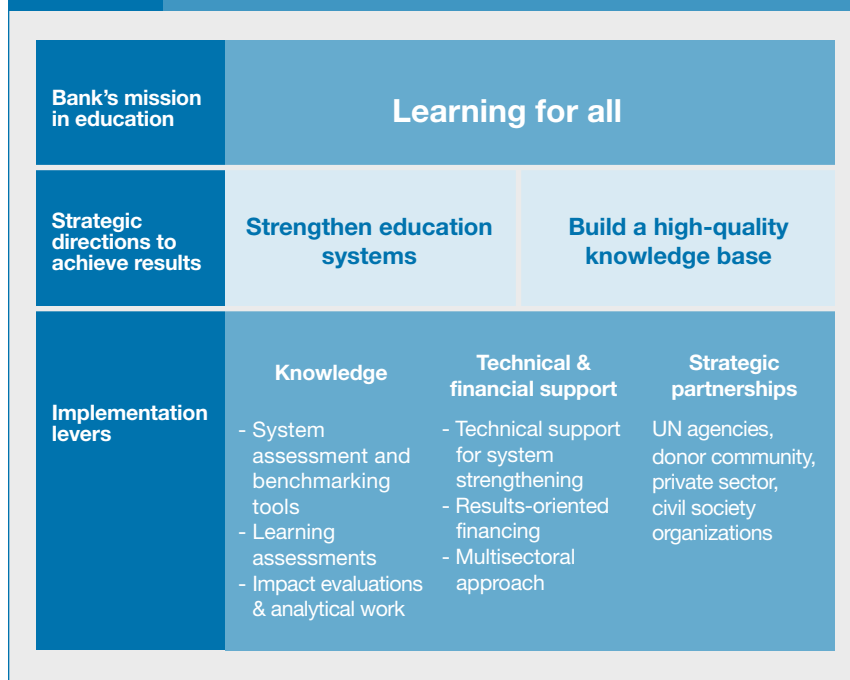 Bank’s mission
in education
Learning for all
Strategic
directions to
achieve results
Strengthen education
systems
Build a high-quality
knowledge base
Implementation
levers
Knowledge
- System
assessment and
benchmarking
tools
- Learning
assessments
- Impact evaluations
& analytical work
Technical &
financial support
- Technical support
for system
strengthening
- Results-oriented
financing
- Multisectoral
approach
Strategic
partnerships
UN agencies,
donor community,
private sector,
civil society
organizations